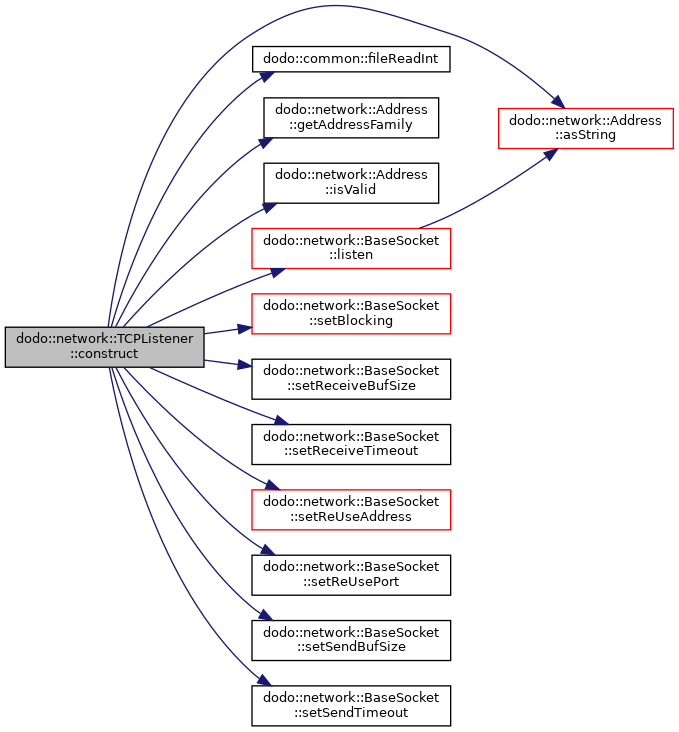 dodo::network::TCPListener
::construct
dodo::common::fileReadInt
dodo::network::Address
::getAddressFamily
dodo::network::Address
::isValid
dodo::network::BaseSocket
::listen
dodo::network::BaseSocket
::setBlocking
dodo::network::BaseSocket
::setReceiveBufSize
dodo::network::BaseSocket
::setReceiveTimeout
dodo::network::BaseSocket
::setReUseAddress
dodo::network::BaseSocket
::setReUsePort
dodo::network::BaseSocket
::setSendBufSize
dodo::network::BaseSocket
::setSendTimeout
dodo::network::Address
::asString